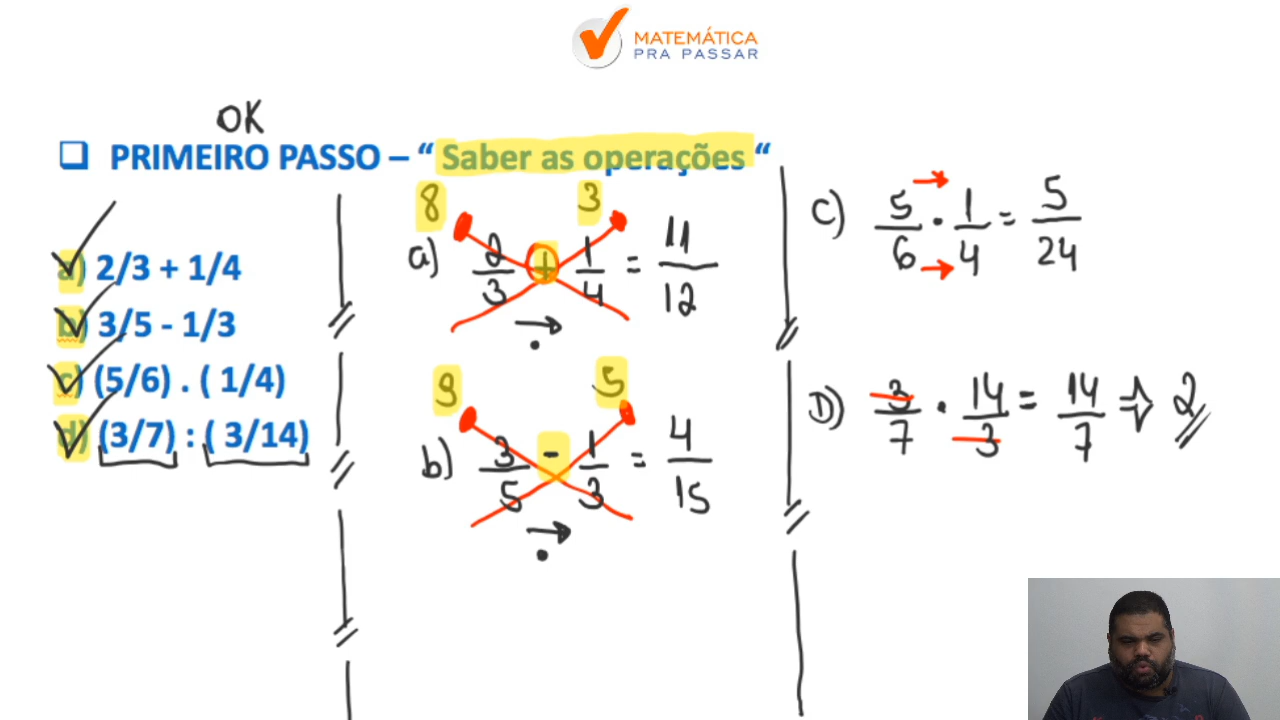 MATEMÁTICA
PRA PASSAR
OK
❑ PRIMEIRO PASSO – “ Saber as operações “
a) 2/3 + 1/4
b) 3/5 - 1/3
c) (5/6) . ( 1/4)
d) (3/7) : ( 3/14)
8 3
a) 2/3 + 1/4 = 11/12
.
9 5
b) 3/5 - 1/3 = 4/15
.
C) 5/6 . 1/4 = 5/24
D) 3/7 . 14/3 = 14/7 ⇒ 2